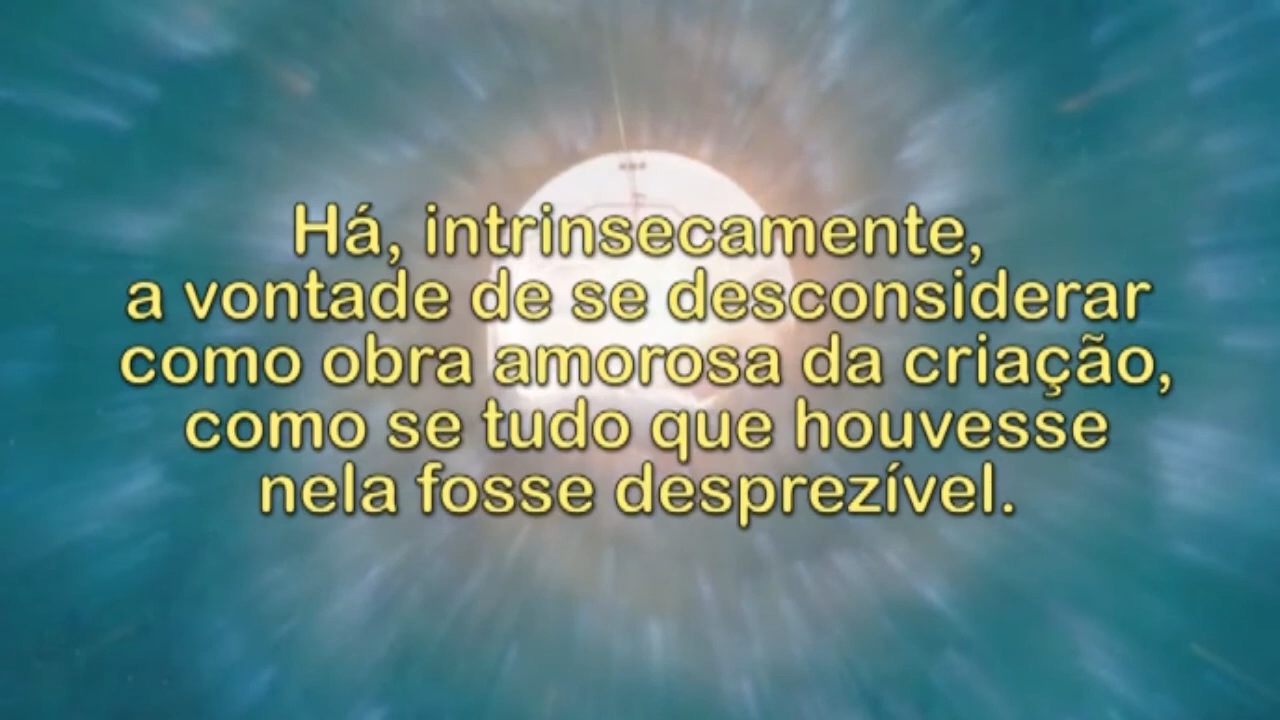 Há, intrinsecamente,
a vontade de se desconsiderar
como obra amorosa da criação,
como se tudo que houvesse
nela fosse desprezível.